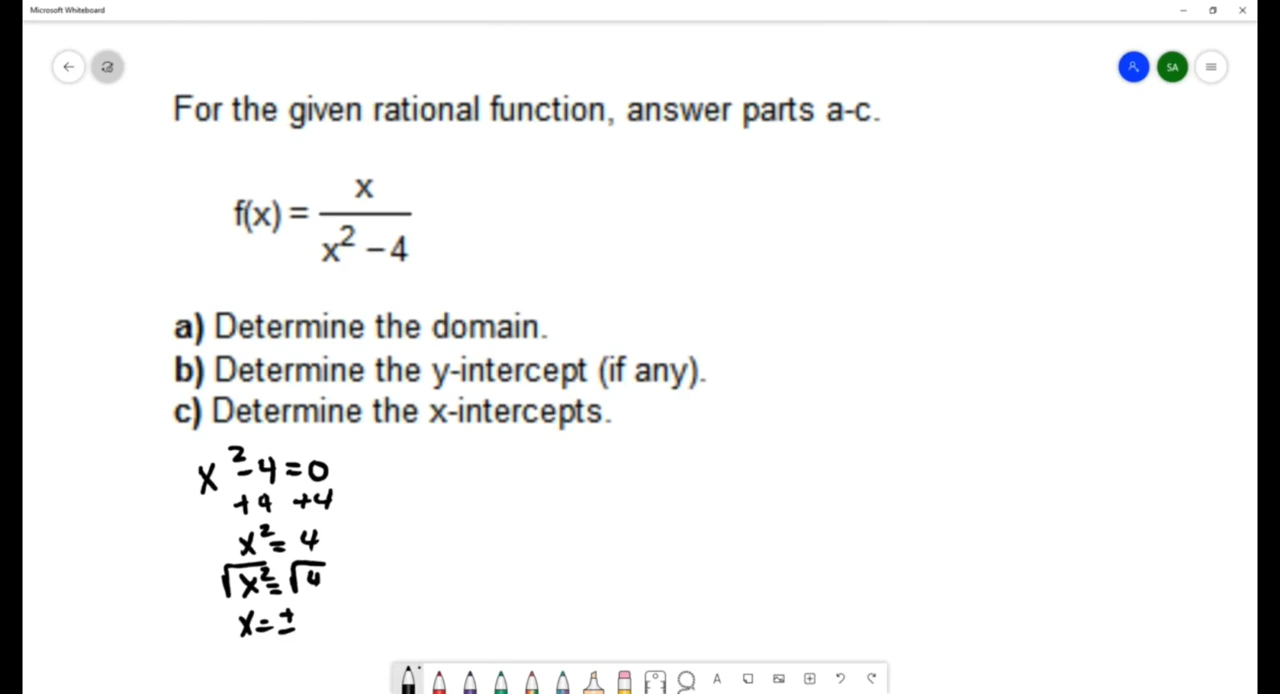 Microsoft Whiteboard
SA
For the given rational function, answer parts a-c.
f(x) = x / x² - 4
a) Determine the domain.
b) Determine the y-intercept (if any).
c) Determine the x-intercepts.
x² - 4 = 0
+4 +4
x² = 4
√x² = √4
x = ±
A